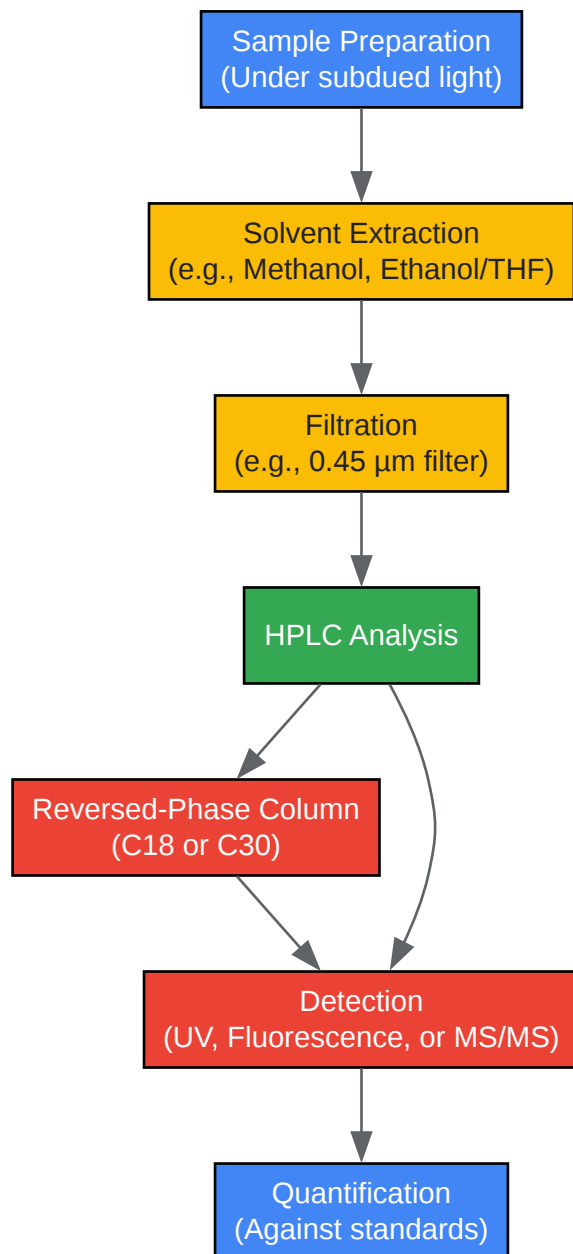 Sample Preparation
(Under subdued light)
Solvent Extraction
(e.g., Methanol, Ethanol/THF)
Filtration
(e.g., 0.45 µm filter)
HPLC Analysis
Reversed-Phase Column
(C18 or C30)
Detection
(UV, Fluorescence, or MS/MS)
Quantification
(Against standards)